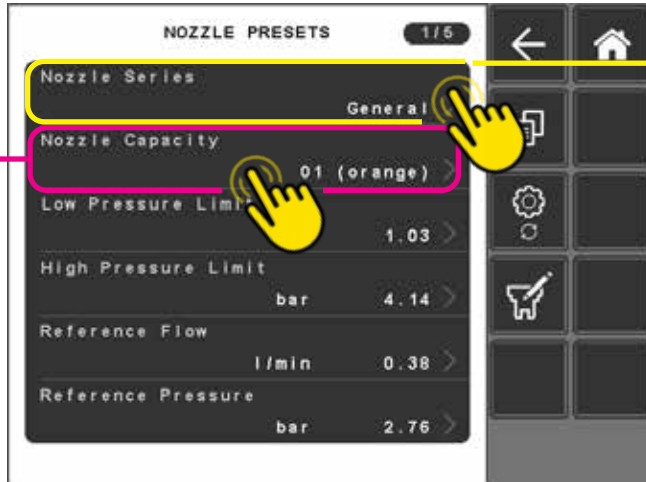 NOZZLE PRESETS 1/5
Nozzle Series
General
Nozzle Capacity
01 (orange)
Low Pressure
1.03
High Pressure Limit
bar 4.14
Reference Flow
l/min 0.38
Reference Pressure
bar 2.76